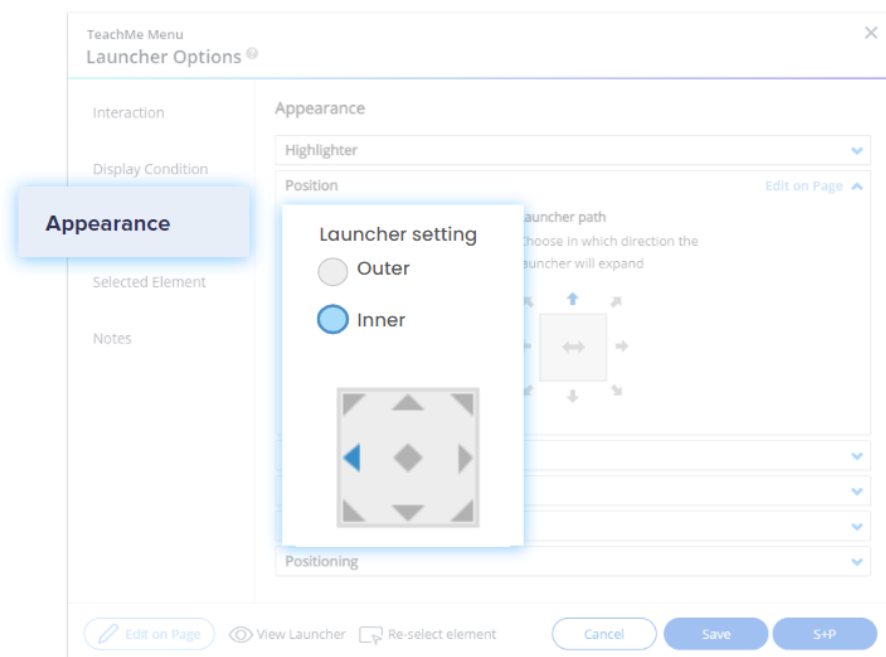 TeachMe Menu
Launcher Options ?
Interaction
Display Condition
Appearance
Selected Element
Notes
Appearance
Highlighter
Position
Edit on Page
Launcher setting
Outer
Inner
auncher path
hoose in which direction the
auncher will expand
Positioning
Edit on Page
View Launcher
Re-select element
Cancel
Save
S+P